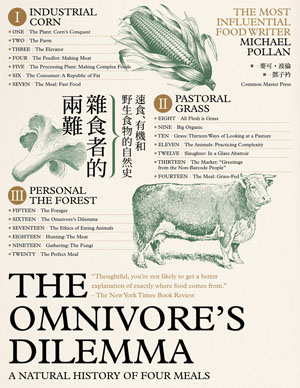 I INDUSTRIAL
CORN
ONE The Plant: Corn's Conquest
TWO The Farm
THREE The Elevator
FOUR The Feedlot: Making Meat
FIVE The Processing Plant: Making Complex Foods
SIX The Consumer: A Republic of Fat
SEVEN The Meal: Fast Food
THE MOST
INFLUENTIAL
FOOD WRITER
MICHAEL
POLLAN
麥可・波倫
鄧子衿
Common Master Press
雜食者的
兩難
速食、有機和
野生食物的自然史
II PASTORAL
GRASS
EIGHT All Flesh is Grass
NINE Big Organic
TEN Grass: Thirteen Ways of Looking at a Pasture
ELEVEN The Animals: Practicing Complexity
TWELVE Slaughter: In a Glass Abattoir
THIRTEEN The Market: "Greetings
from the Non-Barcode People"
FOURTEEN The Meal: Grass-Fed
III PERSONAL
THE FOREST
FIFTEEN The Forager
SIXTEEN The Omnivore's Dilemma
SEVENTEEN The Ethics of Eating Animals
EIGHTEEN Hunting: The Meat
NINETEEN Gathering: The Fungi
TWENTY The Perfect Meal
THE
"Thoughtful, you're not likely to get a better
explanation of exactly where food comes from."
– The New York Times Book Review
OMNIVORE'S
DILEMMA
A NATURAL HISTORY OF FOUR MEALS